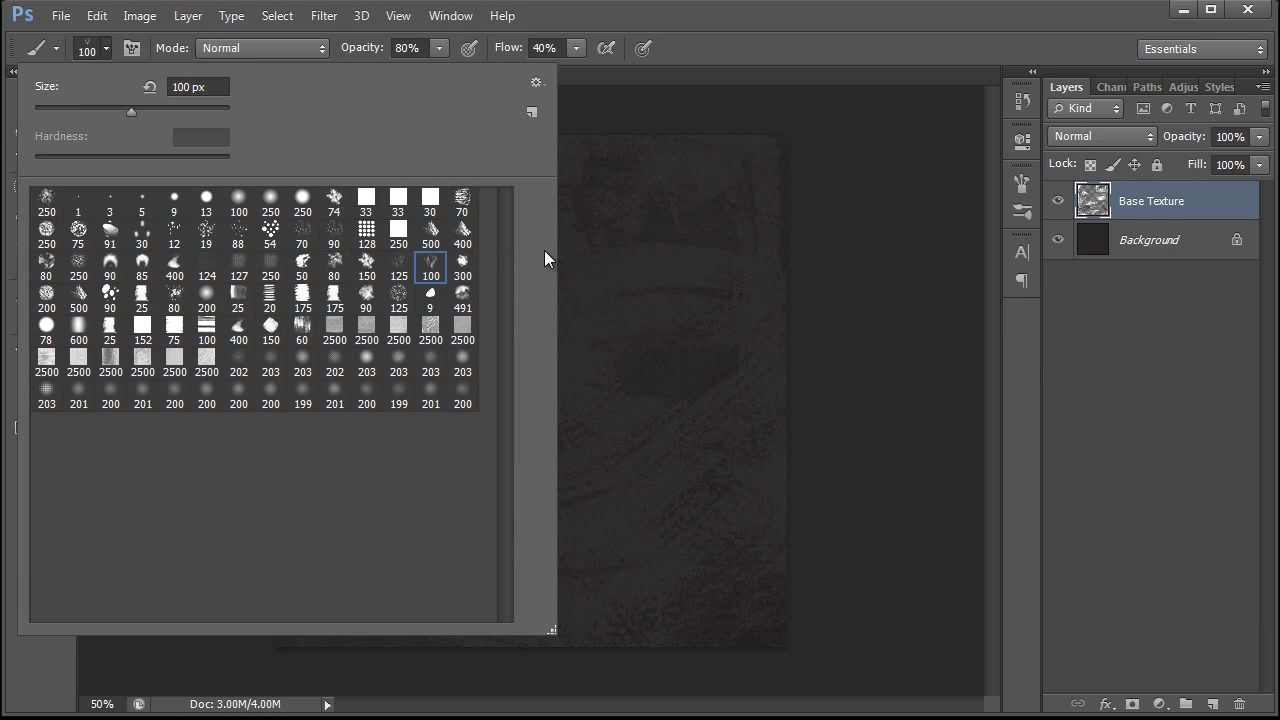 Ps File Edit Image Layer Type Select Filter 3D View Window Help
100 Mode: Normal Opacity: 80% Flow: 40% Essentials
Size: 100 px
Hardness:
250 1 3 5 9 13 100 250 250 74 33 33 30 70
250 75 91 30 12 19 88 54 70 90 128 250 500 400
80 250 90 85 400 124 127 250 50 80 150 125 100 300
200 500 90 25 80 200 25 20 175 175 90 125 9 491
78 600 25 152 75 100 400 150 60 2500 2500 2500 2500 2500
2500 2500 2500 2500 2500 2500 202 203 203 202 203 203 203 203
203 201 200 201 200 200 200 200 199 201 200 199 201 200
Layers Chann Paths Adjus Styles
Kind
Normal Opacity: 100%
Lock: Fill: 100%
Base Texture
Background
50% Doc: 3.00M/4.00M